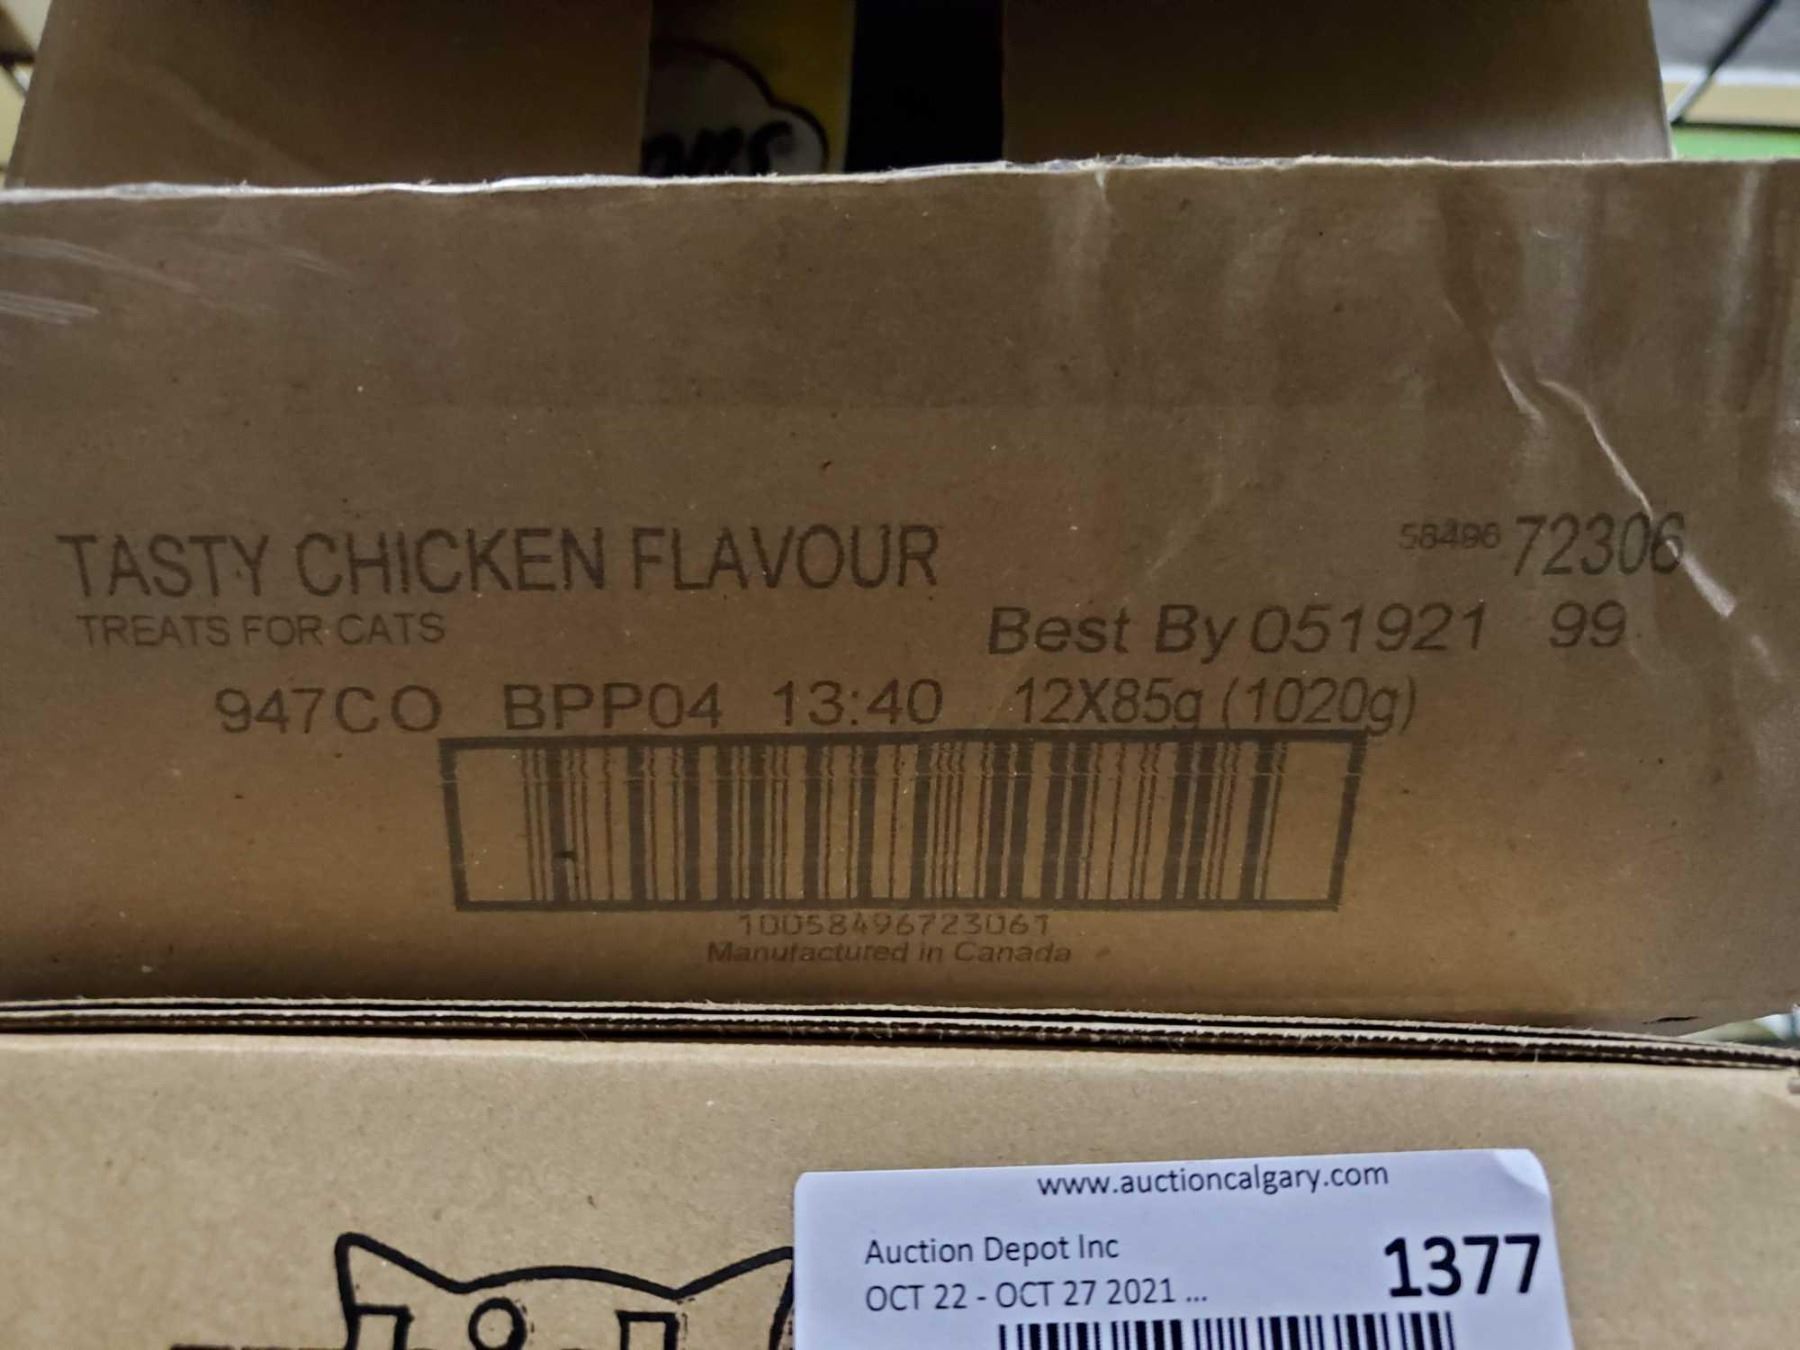 TASTY CHICKEN FLAVOUR 58496 72306
TREATS FOR CATS Best By 051921 99
947CO BPP04 13:40 12X85g (1020g)
10058496723061
Manufactured in Canada
www.auctioncalgary.com
Auction Depot Inc 1377
OCT 22 - OCT 27 2021 ...